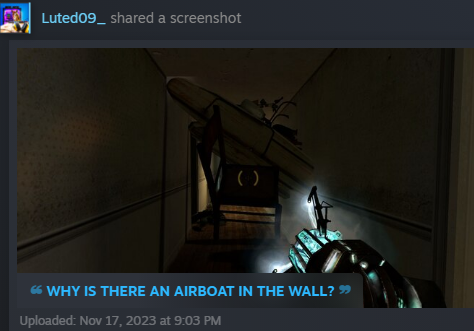 Luted09_ shared a screenshot
( )
“ WHY IS THERE AN AIRBOAT IN THE WALL? ”
Uploaded: Nov 17, 2023 at 9:03 PM